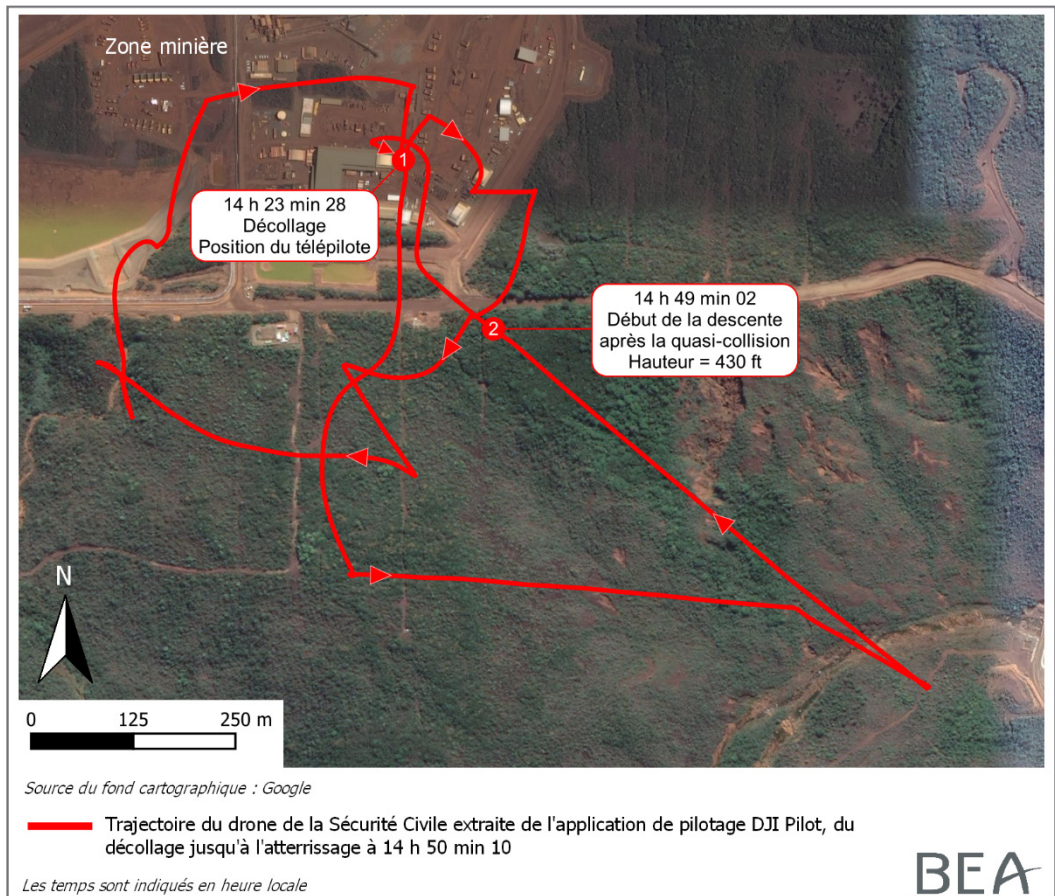 Zone minière
1
14 h 23 min 28
Décollage
Position du télépilote
14 h 49 min 02
Début de la descente
après la quasi-collision
Hauteur = 430 ft
2
N
0 125 250 m
Source du fond cartographique : Google
Trajectoire du drone de la Sécurité Civile extraite de l'application de pilotage DJI Pilot, du
décollage jusqu'à l'atterrissage à 14 h 50 min 10
Les temps sont indiqués en heure locale
BEA